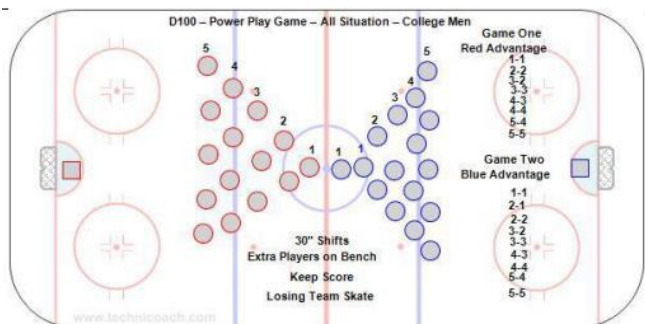 D100 – Power Play Game – All Situation – College Men
5
4
3
2
1
1
1
2
3
4
5
Game One
Red Advantage
1-1
2-2
3-2
3-3
4-3
4-4
5-4
5-5
Game Two
Blue Advantage
1-1
2-1
2-2
3-2
3-3
4-3
4-4
5-4
5-5
30" Shifts
Extra Players on Bench
Keep Score
Losing Team Skate
www.technicoach.com